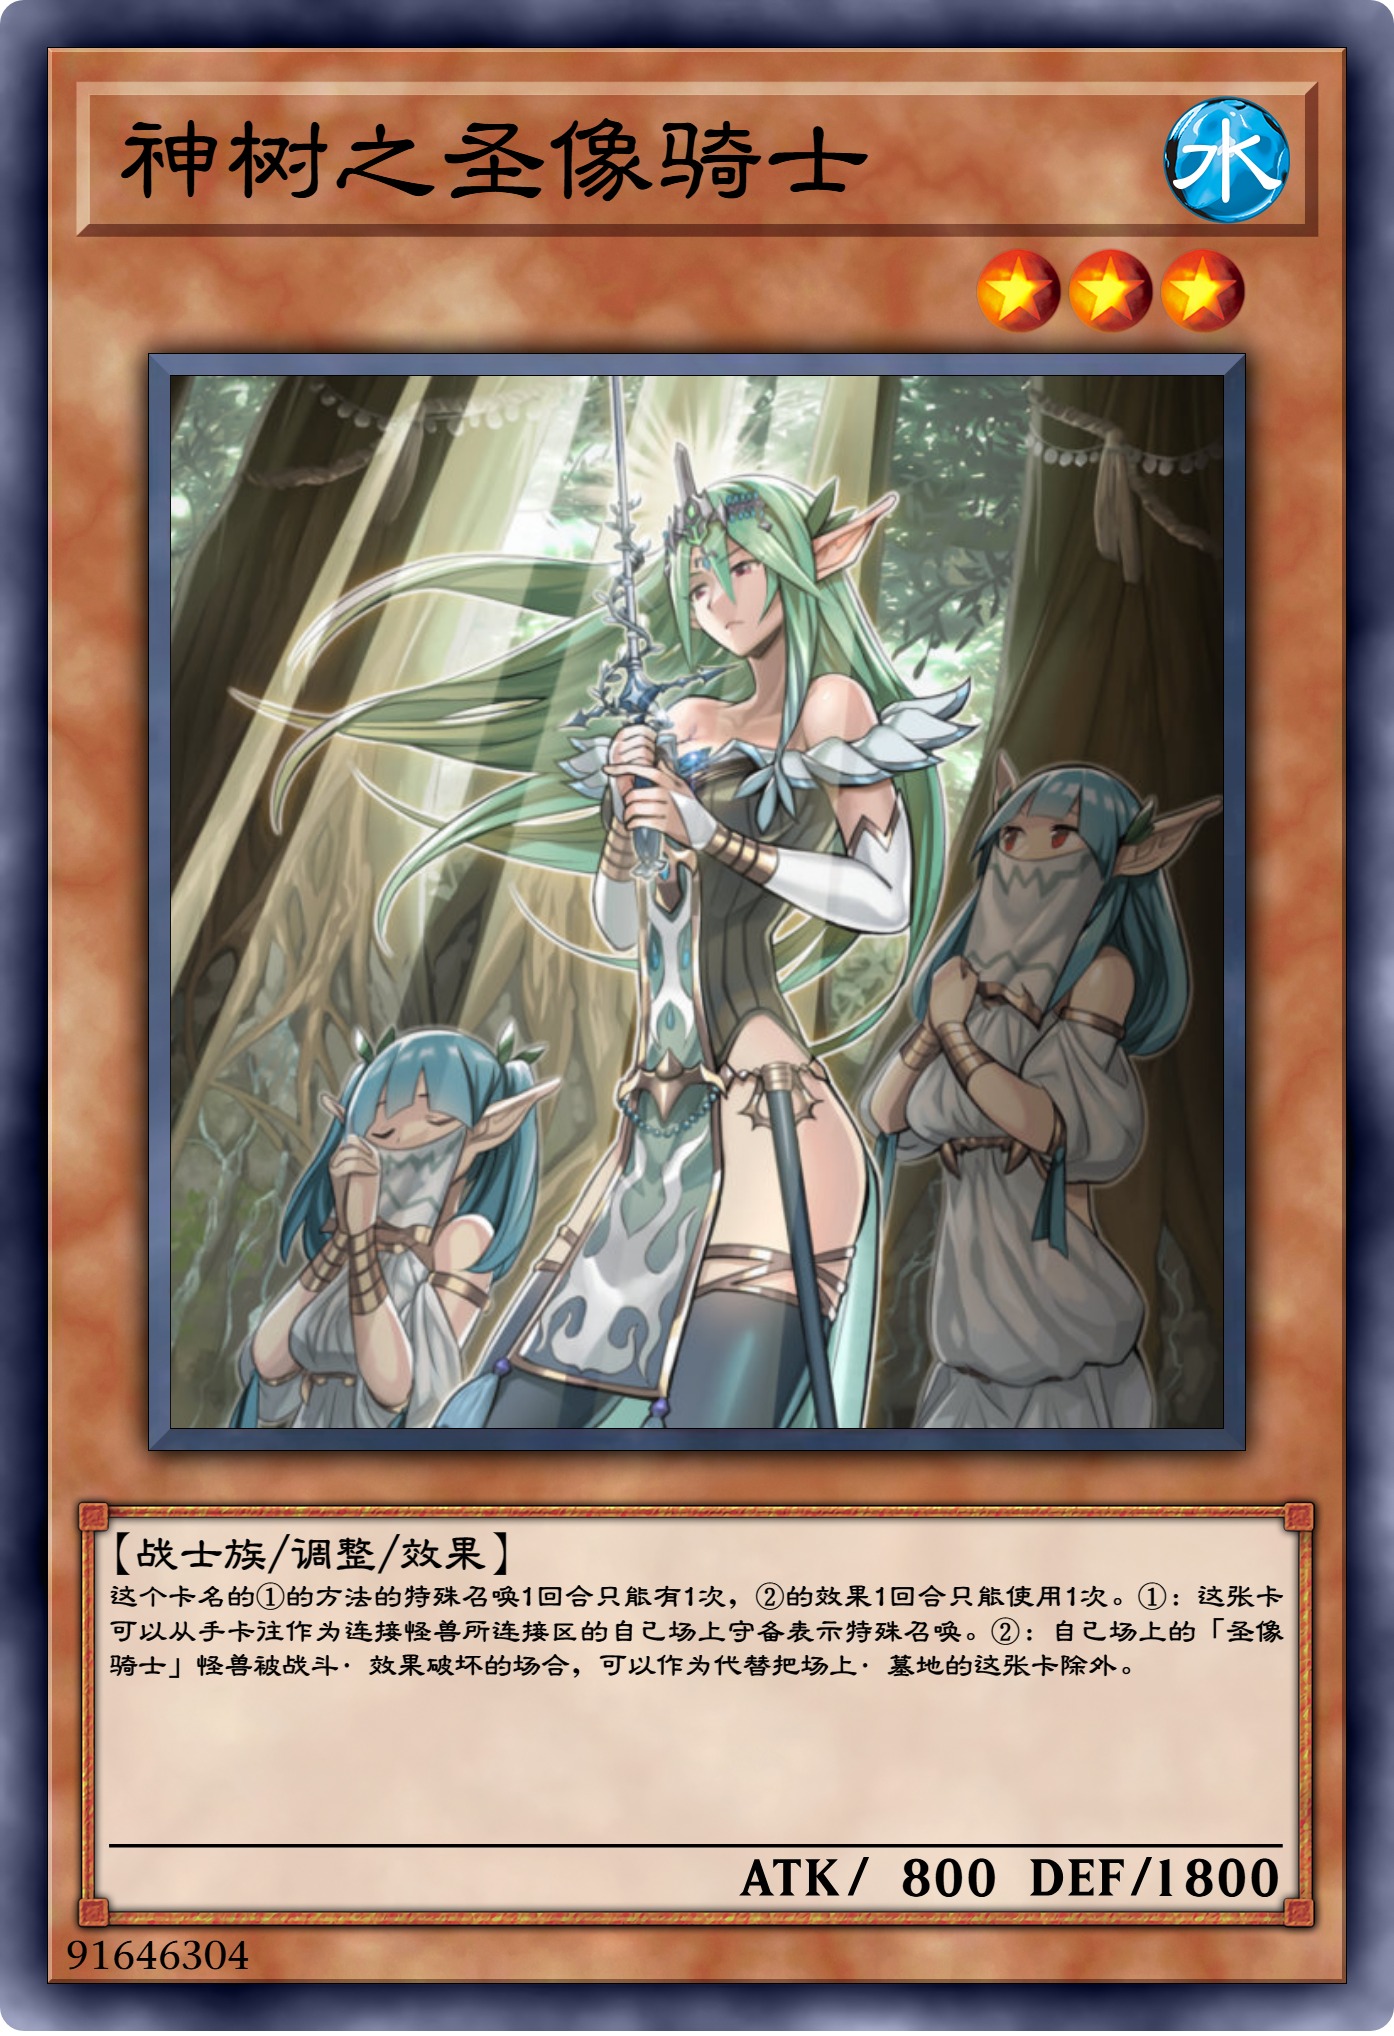 神树之圣像骑士
水
【战士族/调整/效果】
这个卡名的①的方法的特殊召唤1回合只能有1次，②的效果1回合只能使用1次。①：这张卡
可以从手卡往作为连接怪兽所连接区的自己场上守备表示特殊召唤。②：自己场上的「圣像
骑士」怪兽被战斗·效果破坏的场合，可以作为代替把场上·墓地的这张卡除外。
ATK/ 800 DEF/1800
91646304